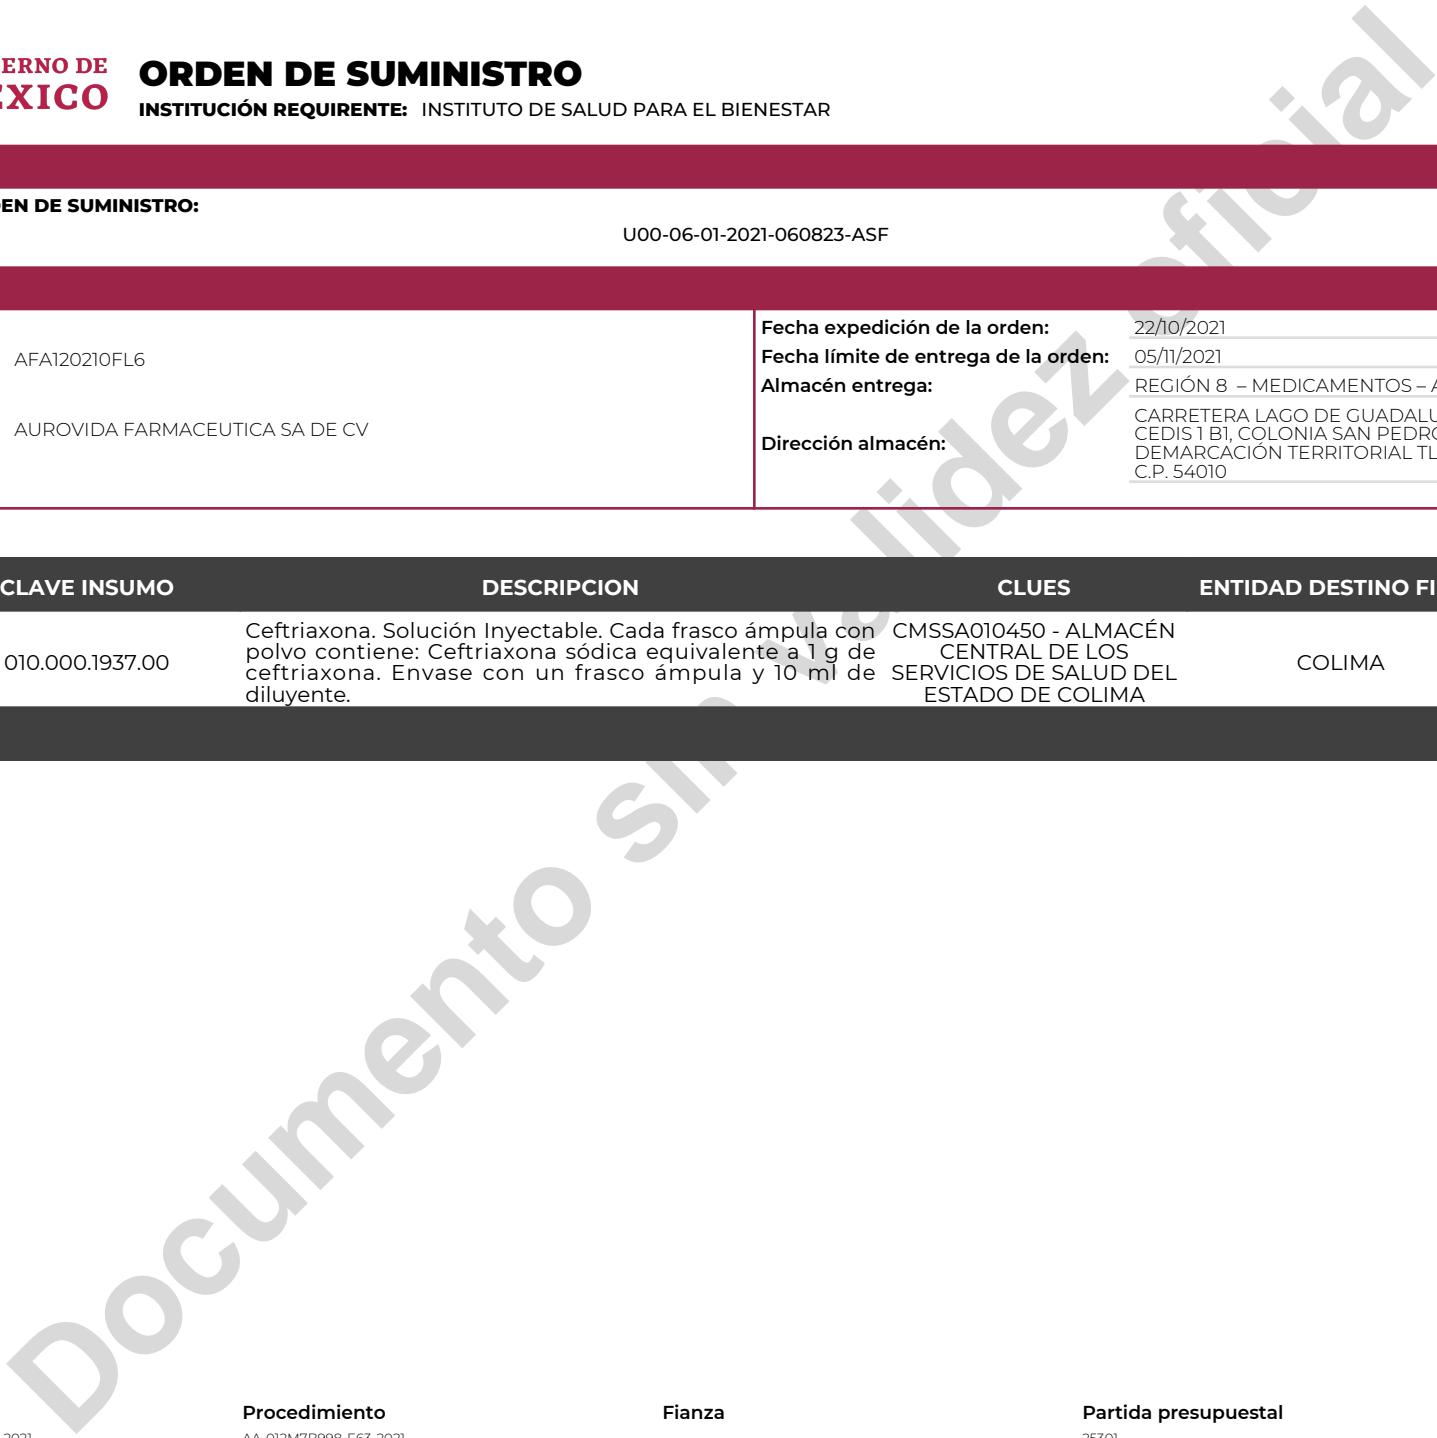 ERNO DE
ORDEN DE SUMINISTRO
INSTITUCIÓN REQUIRENTE: INSTITUTO DE SALUD PARA EL BIENESTAR
DE SUMINISTRO:
U00-06-01-2021-060823-ASF
AFA120210FL6
AUROVIDA FARMACEUTICA SA DE CV
Fecha expedición de la orden: 22/10/2021
Fecha límite de entrega de la orden: 05/11/2021
Almacén entrega: REGIÓN 8 – MEDICAMENTOS –
Dirección almacén:
CARRETERA LAGO DE
CEDIS 1 B1, COLONIA SAN
DEMARCACIÓN TERRITORIAL
C.P. 54010
CLAVE INSUMO DESCRIPCION CLUES ENTIDAD DESTINO
010.000.1937.00
Ceftriaxona. Solución Inyectable. Cada frasco ámpula con
polvo contiene: Ceftriaxona sódica equivalente a 1 g de
ceftriaxona. Envase con un frasco ámpula y 10 ml de
diluyente.
CMSSA010450 - ALMACÉN
CENTRAL DE LOS
SERVICIOS DE SALUD DEL
ESTADO DE COLIMA
COLIMA
Documento sin validez oficial
Procedimiento Fianza Partida presupuestal